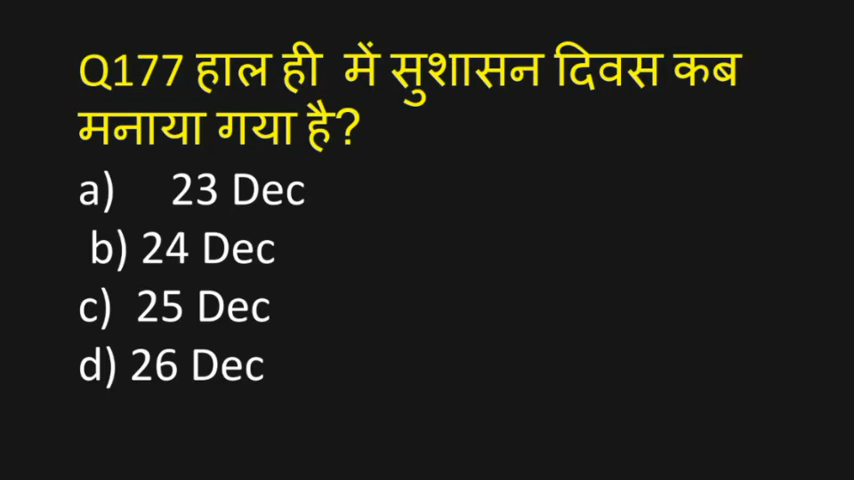 Q177 हाल ही में सुशासन दिवस कब
मनाया गया है?
a) 23 Dec
b) 24 Dec
c) 25 Dec
d) 26 Dec